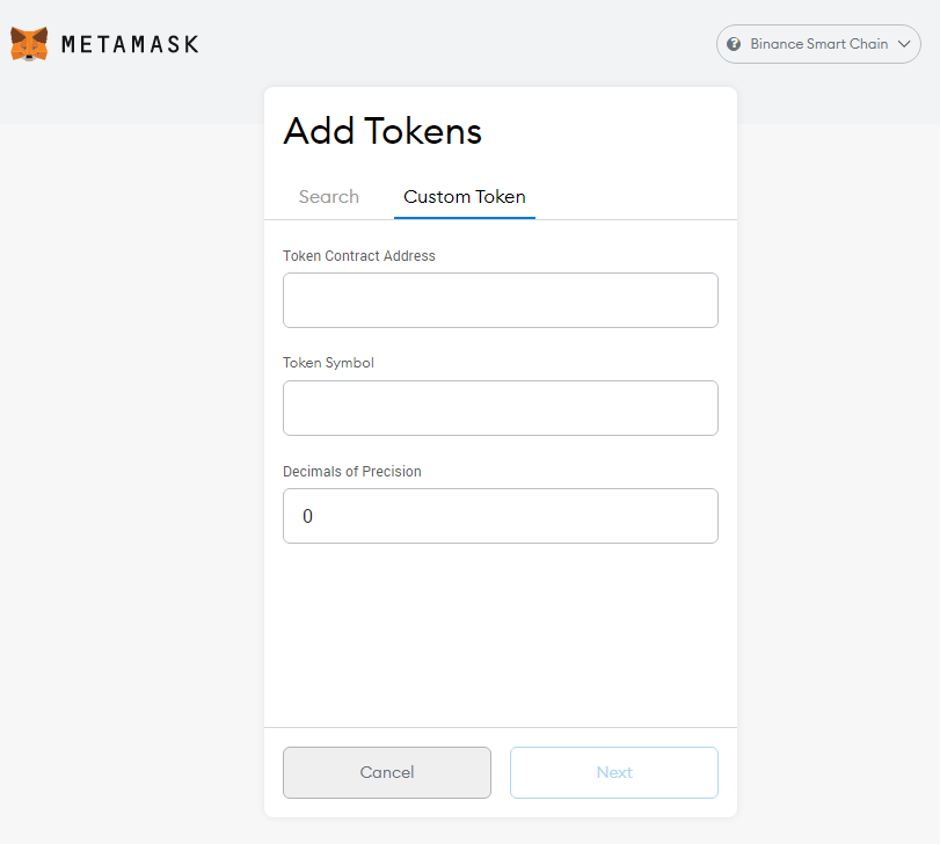 METAMASK
Binance Smart Chain
Add Tokens
Search
Custom Token
Token Contract Address
Token Symbol
Decimals of Precision
0
Cancel
Next